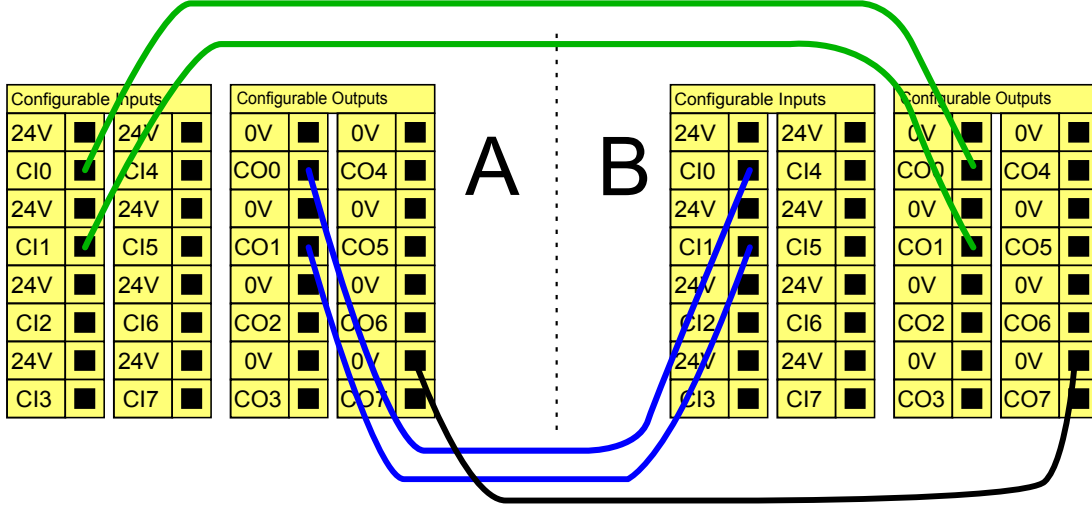 Configurable Inputs
24V 24V
CI0 CI4
24V 24V
CI1 CI5
24V 24V
CI2 CI6
24V 24V
CI3 CI7
Configurable Outputs
0V 0V
CO0 CO4
0V 0V
CO1 CO5
0V 0V
CO2 CO6
0V 0V
CO3 CO7
A
B
Configurable Inputs
24V 24V
CI0 CI4
24V 24V
CI1 CI5
24V 24V
CI2 CI6
24V 24V
CI3 CI7
Configurable Outputs
0V 0V
CO0 CO4
0V 0V
CO1 CO5
0V 0V
CO2 CO6
0V 0V
CO3 CO7